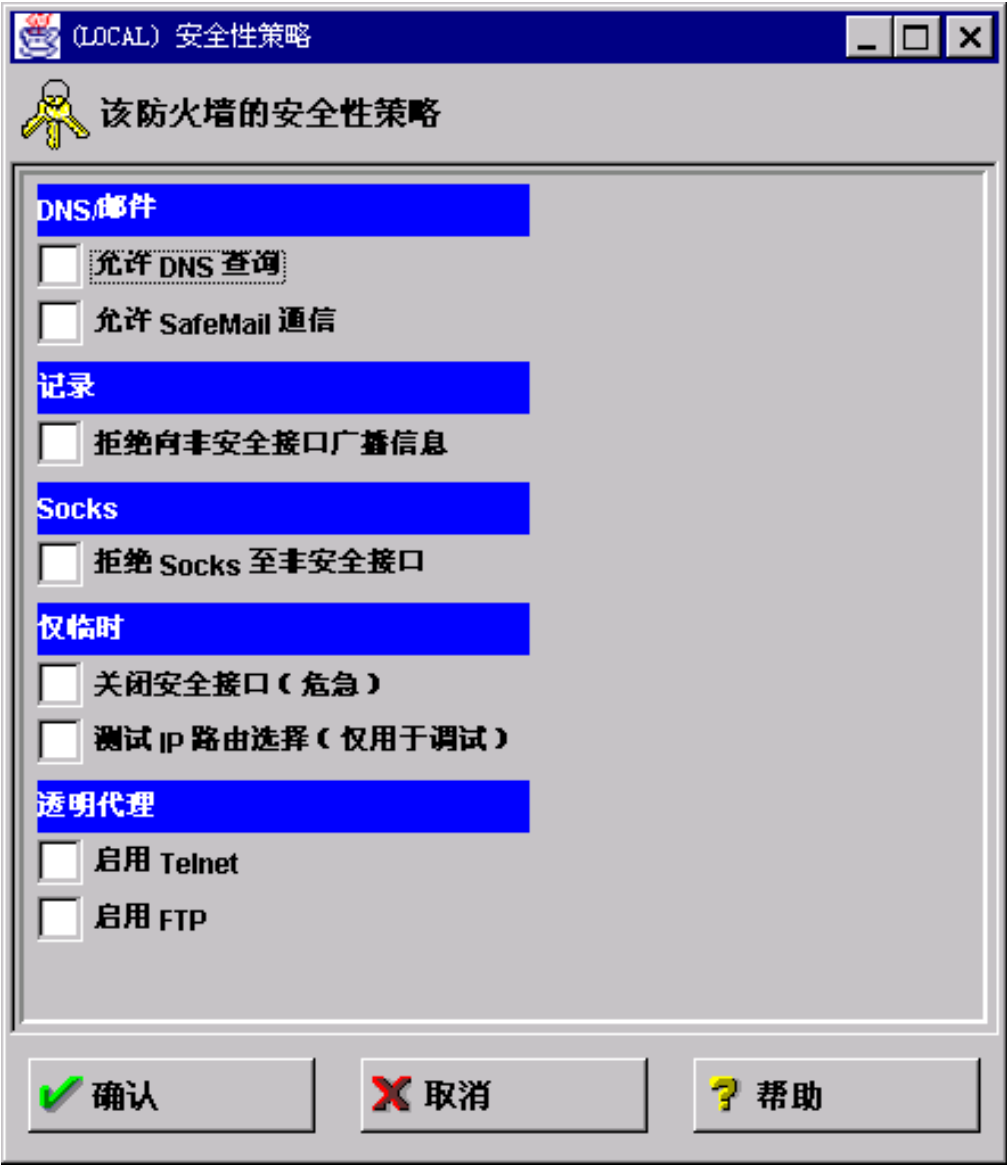 (LOCAL) 安全性策略
该防火墙的安全性策略
DNS/邮件
允许 DNS 查询
允许 SafeMail 通信
记录
拒绝向非安全接口广播信息
Socks
拒绝 Socks 至非安全接口
仅临时
关闭安全接口（危急）
测试 IP 路由选择（仅用于调试）
透明代理
启用 Telnet
启用 FTP
确认 取消 帮助